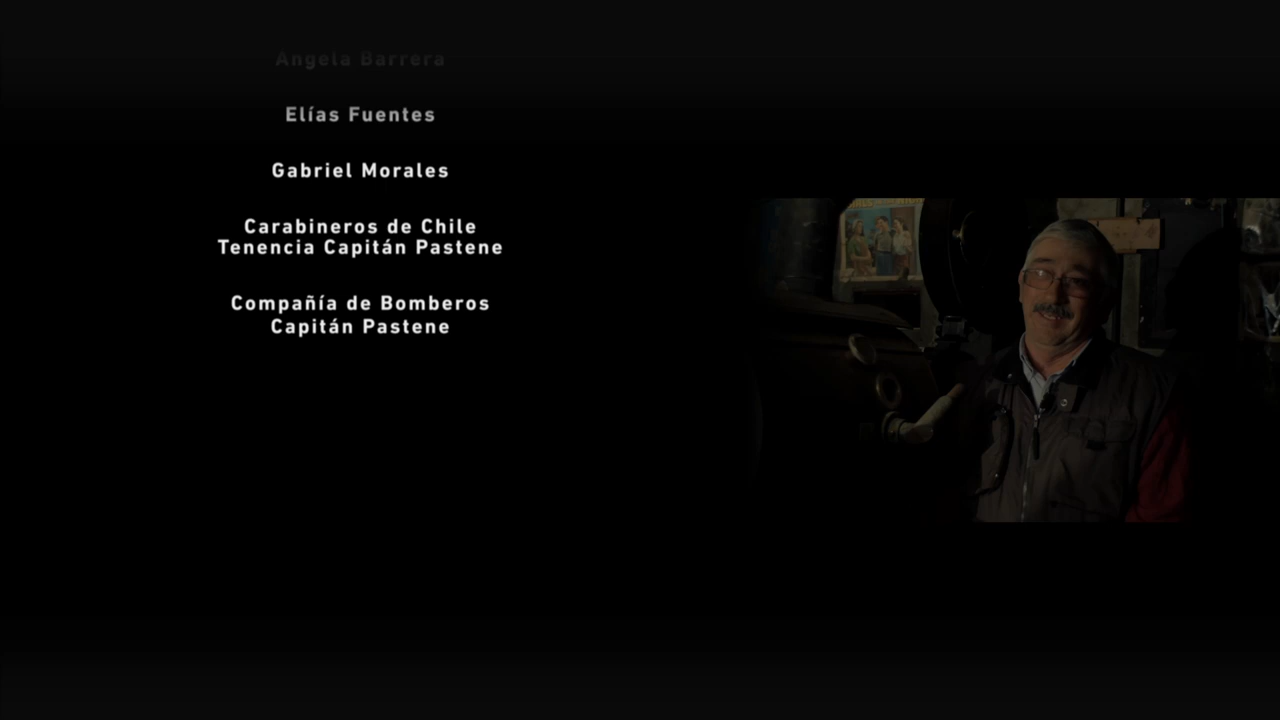 Angela Barrera
Elías Fuentes
Gabriel Morales
Carabineros de Chile
Tenencia Capitán Pastene
Compañía de Bomberos
Capitán Pastene